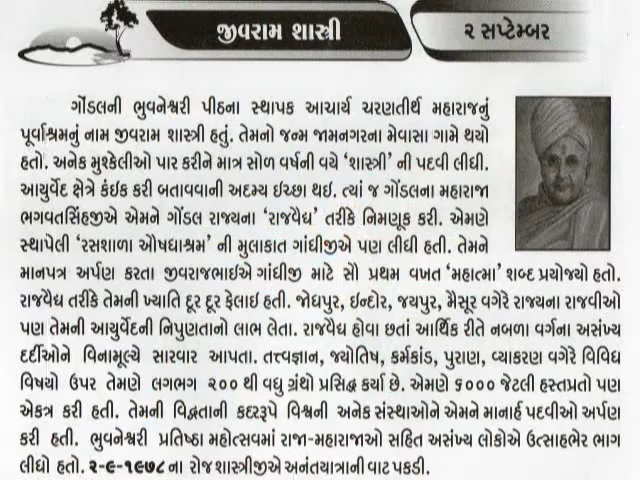 જીવરામ શાસ્ત્રી
૨ સપ્ટેમ્બર
ગોંડલની ભુવનેશ્વરી પીઠના સ્થાપક આચાર્ય ચરણતીર્થ મહારાજનું
પૂર્વાશ્રમનું નામ જીવરામ શાસ્ત્રી હતું. તેમનો જન્મ જામનગરના મેવાસા ગામે થયો
હતો. અનેક મુશ્કેલીઓ પાર કરીને માત્ર સોળ વર્ષની વયે ‘શાસ્ત્રી’ ની પદવી લીધી.
આયુર્વેદ ક્ષેત્રે કંઇક કરી બતાવવાની અદમ્ય ઇચ્છા થઇ. ત્યાં જ ગોંડલના મહારાજા
ભગવતસિંહજીએ એમને ગોંડલ રાજ્યના ‘રાજવૈદ્ય’ તરીકે નિમણૂક કરી. એમણે
સ્થાપેલી ‘રસશાળા ઔષધાશ્રમ’ ની મુલાકાત ગાંધીજીએ પણ લીધી હતી. તેમને
માનપત્ર અર્પણ કરતા જીવરાજભાઈએ ગાંધીજી માટે સૌ પ્રથમ વખત ‘મહાત્મા’ શબ્દ પ્રયોજ્યો હતો.
રાજવૈદ્ય તરીકે તેમની ખ્યાતિ દૂર દૂર ફેલાઈ હતી. જોધપુર, ઇન્દોર, જયપુર, મૈસૂર વગેરે રાજ્યના રાજવીઓ
પણ તેમની આયુર્વેદની નિપુણતાનો લાભ લેતા. રાજવૈદ્ય હોવા છતાં આર્થિક રીતે નબળા વર્ગના અસંખ્ય
દર્દીઓને વિનામૂલ્યે સારવાર આપતા. તત્ત્વજ્ઞાન, જ્યોતિષ, કર્મકાંડ, પુરાણ, વ્યાકરણ વગેરે વિવિધ
વિષયો ઉપર તેમણે લગભગ ૨૦૦ થી વધુ ગ્રંથો પ્રસિદ્ધ કર્યા છે. એમણે ૬૦૦૦ જેટલી હસ્તપ્રતો પણ
એકત્ર કરી હતી. તેમની વિદ્વતાની કદરરૂપે વિશ્વની અનેક સંસ્થાઓને એમને માનાર્હ પદવીઓ અર્પણ
કરી હતી. ભુવનેશ્વરી પ્રતિષ્ઠા મહોત્સવમાં રાજા-મહારાજાઓ સહિત અસંખ્ય લોકોએ ઉત્સાહભેર ભાગ
લીધો હતો. ૨-૯-૧૯૭૮ ના રોજ શાસ્ત્રીજીએ અનંતયાત્રાની વાટ પકડી.